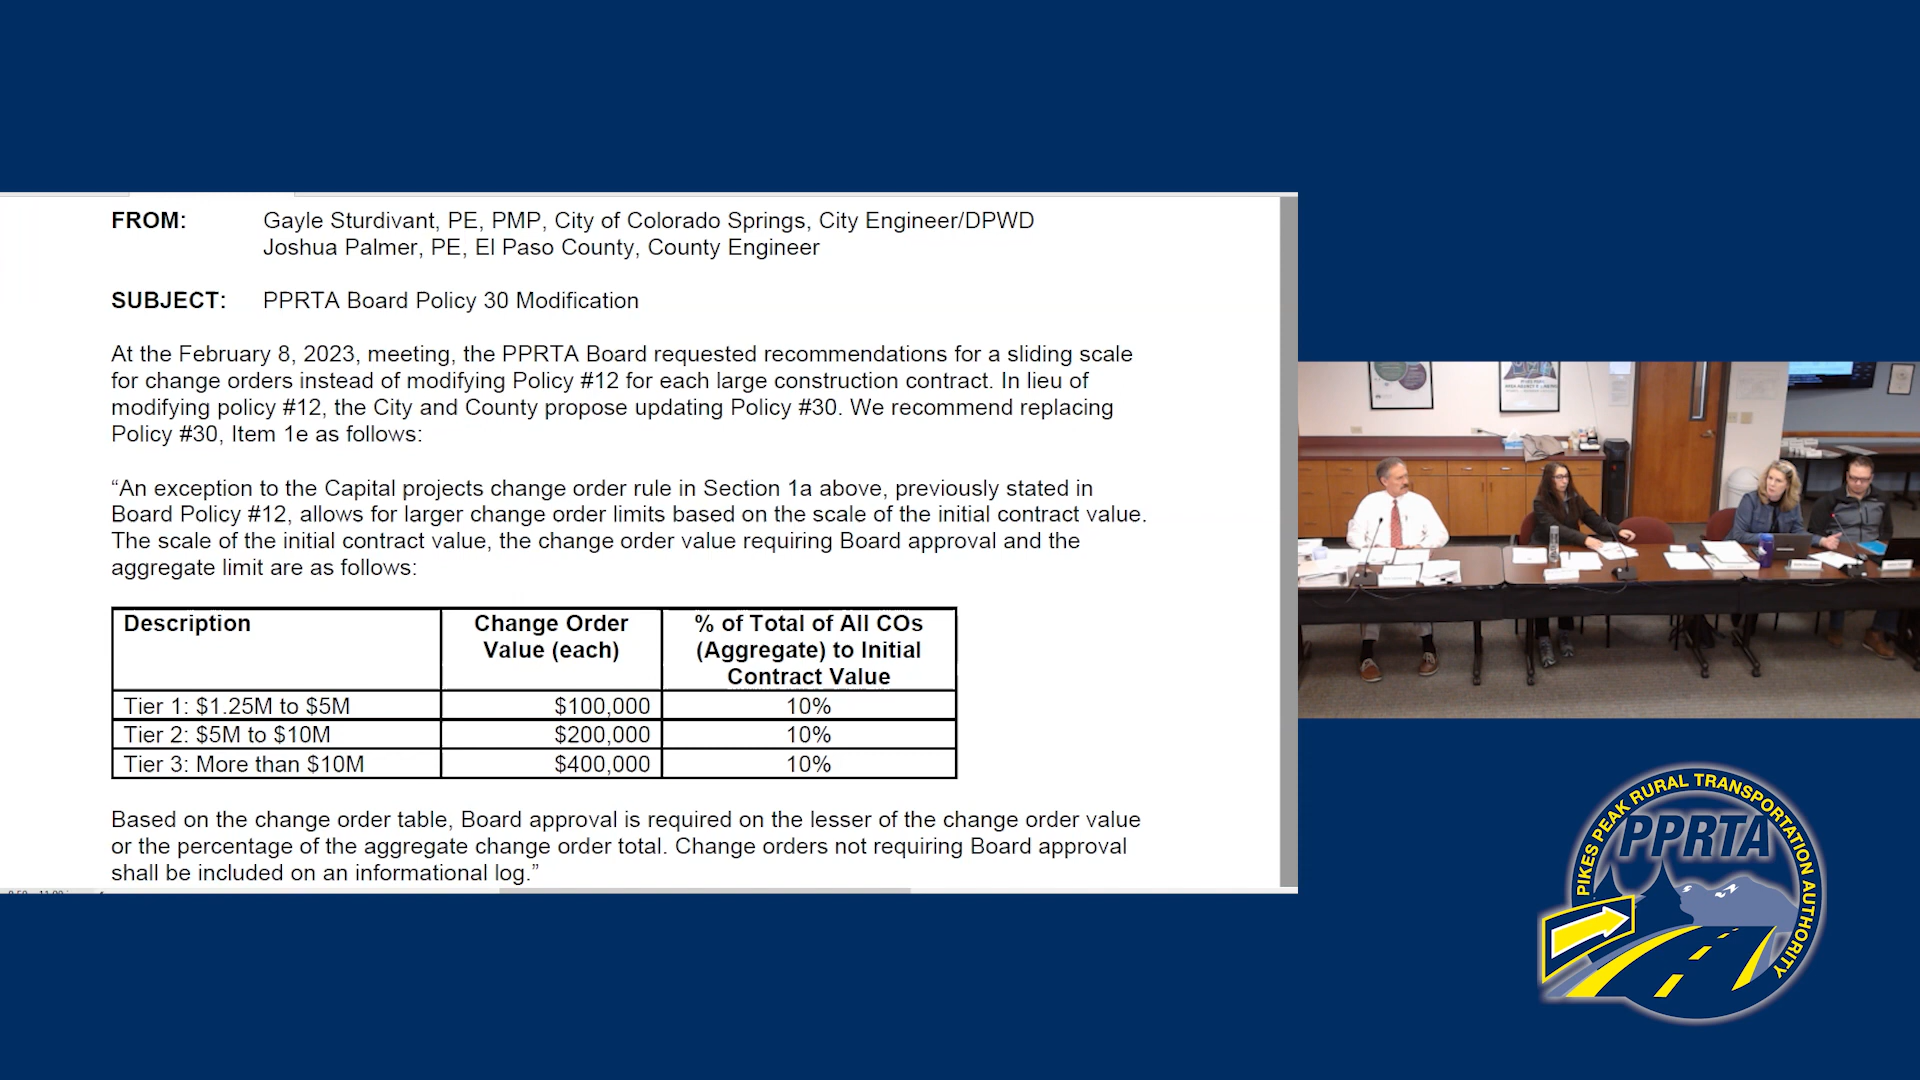 FROM: Gayle Sturdivant, PE, PMP, City of Colorado Springs, City Engineer/DPWD
Joshua Palmer, PE, El Paso County, County Engineer
SUBJECT: PPRTA Board Policy 30 Modification
At the February 8, 2023, meeting, the PPRTA Board requested recommendations for a sliding scale
for change orders instead of modifying Policy #12 for each large construction contract. In lieu of
modifying policy #12, the City and County propose updating Policy #30. We recommend replacing
Policy #30, Item 1e as follows:
“An exception to the Capital projects change order rule in Section 1a above, previously stated in
Board Policy #12, allows for larger change order limits based on the scale of the initial contract value.
The scale of the initial contract value, the change order value requiring Board approval and the
aggregate limit are as follows:
Description Change Order % of Total of All COs
Value (each) (Aggregate) to Initial
Contract Value
Tier 1: $1.25M to $5M $100,000 10%
Tier 2: $5M to $10M $200,000 10%
Tier 3: More than $10M $400,000 10%
Based on the change order table, Board approval is required on the lesser of the change order value
or the percentage of the aggregate change order total. Change orders not requiring Board approval
shall be included on an informational log.”
PIKES PEAK RURAL TRANSPORTATION AUTHORITY
PPRTA